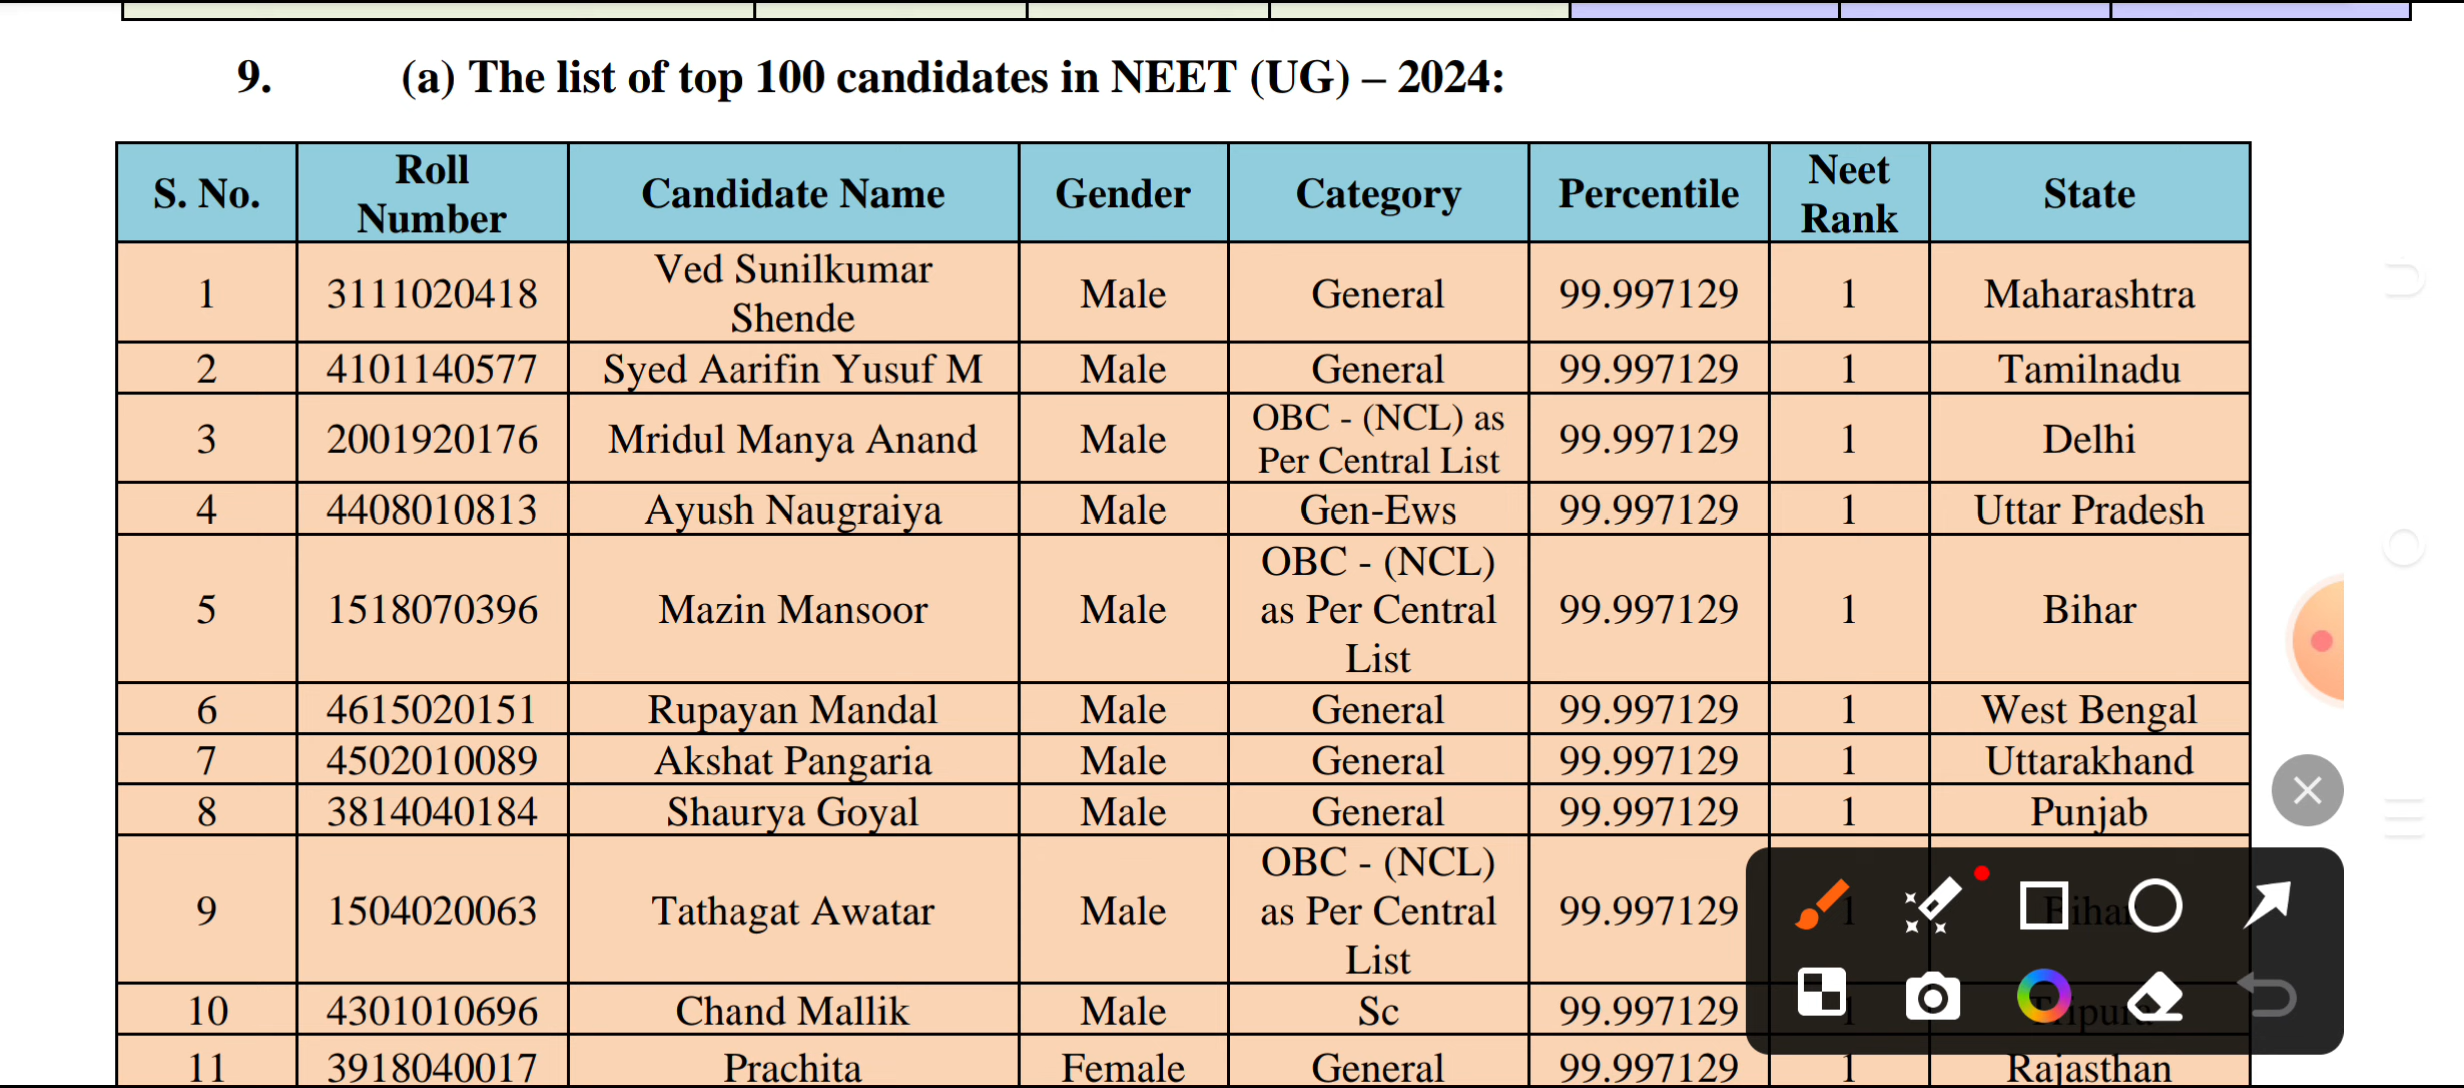 9. (a) The list of top 100 candidates in NEET (UG) – 2024:
S. No. Roll Number Candidate Name Gender Category Percentile Neet Rank State
1 3111020418 Ved Sunilkumar Shende Male General 99.997129 1 Maharashtra
2 4101140577 Syed Aarifin Yusuf M Male General 99.997129 1 Tamilnadu
3 2001920176 Mridul Manya Anand Male OBC - (NCL) as Per Central List 99.997129 1 Delhi
4 4408010813 Ayush Naugraiya Male Gen-Ews 99.997129 1 Uttar Pradesh
5 1518070396 Mazin Mansoor Male OBC - (NCL) as Per Central List 99.997129 1 Bihar
6 4615020151 Rupayan Mandal Male General 99.997129 1 West Bengal
7 4502010089 Akshat Pangaria Male General 99.997129 1 Uttarakhand
8 3814040184 Shaurya Goyal Male General 99.997129 1 Punjab
9 1504020063 Tathagat Awatar Male OBC - (NCL) as Per Central List 99.997129 1 Bihar
10 4301010696 Chand Mallik Male Sc 99.997129 1 Tripura
11 3918040017 Prachita Female General 99.997129 1 Rajasthan